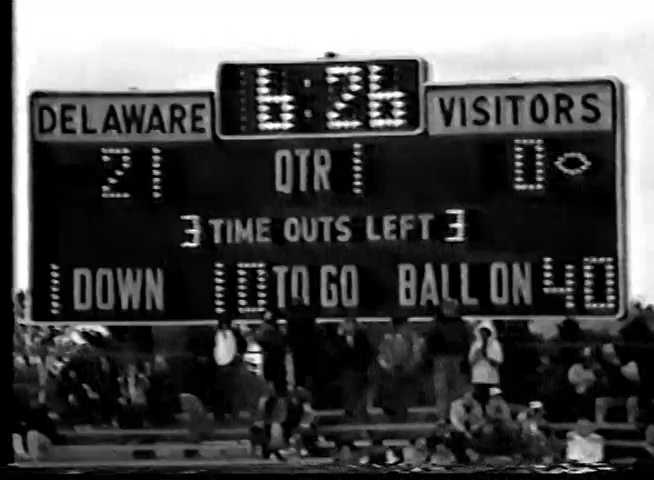 6:26
DELAWARE VISITORS
21 QTR 1 0
3 TIME OUTS LEFT 3
1 DOWN 10 TO GO BALL ON 40